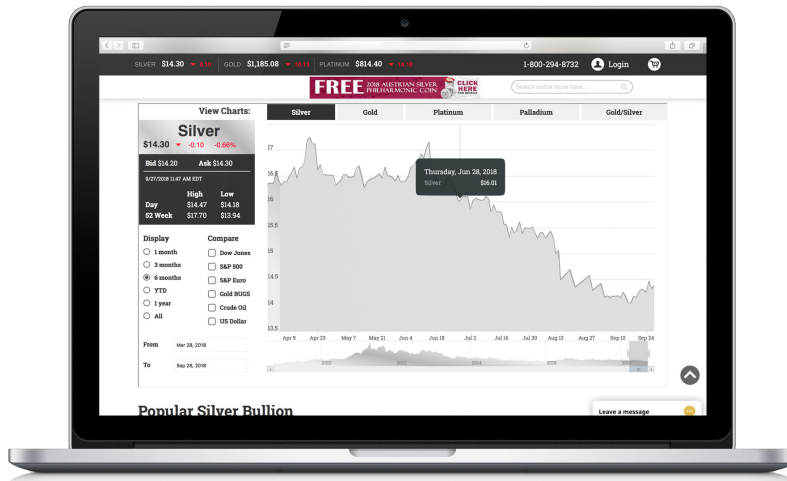 SILVER $14.30 GOLD $1,185.08 PLATINUM $814.40 1-800-294-8732 Login
FREE 2018 AUSTRIAN SILVER PHILHARMONIC COIN CLICK HERE
Search entire store here...
View Charts: Silver Gold Platinum Palladium Gold/Silver
Silver
$14.30 -0.10 -0.66%
Bid $14.20 Ask $14.30
9/27/2018 11:47 AM EDT
High Low
Day $14.47 $14.18
52 Week $17.70 $13.94
Display Compare
1 month Dow Jones
3 months S&P 500
6 months S&P Euro
YTD Gold BUGS
1 year Crude Oil
All US Dollar
From Mar 28, 2018
To Sep 26, 2018
17
16.5
16
15.5
15
14.5
14
13.5
Thursday, Jun 28, 2018
Silver $16.01
Apr 9 Apr 23 May 7 May 21 Jun 4 Jun 18 Jul 2 Jul 16 Jul 30 Aug 13 Aug 27 Sep 10 Sep 24
2010 2012 2014 2016
Popular Silver Bullion
Leave a message